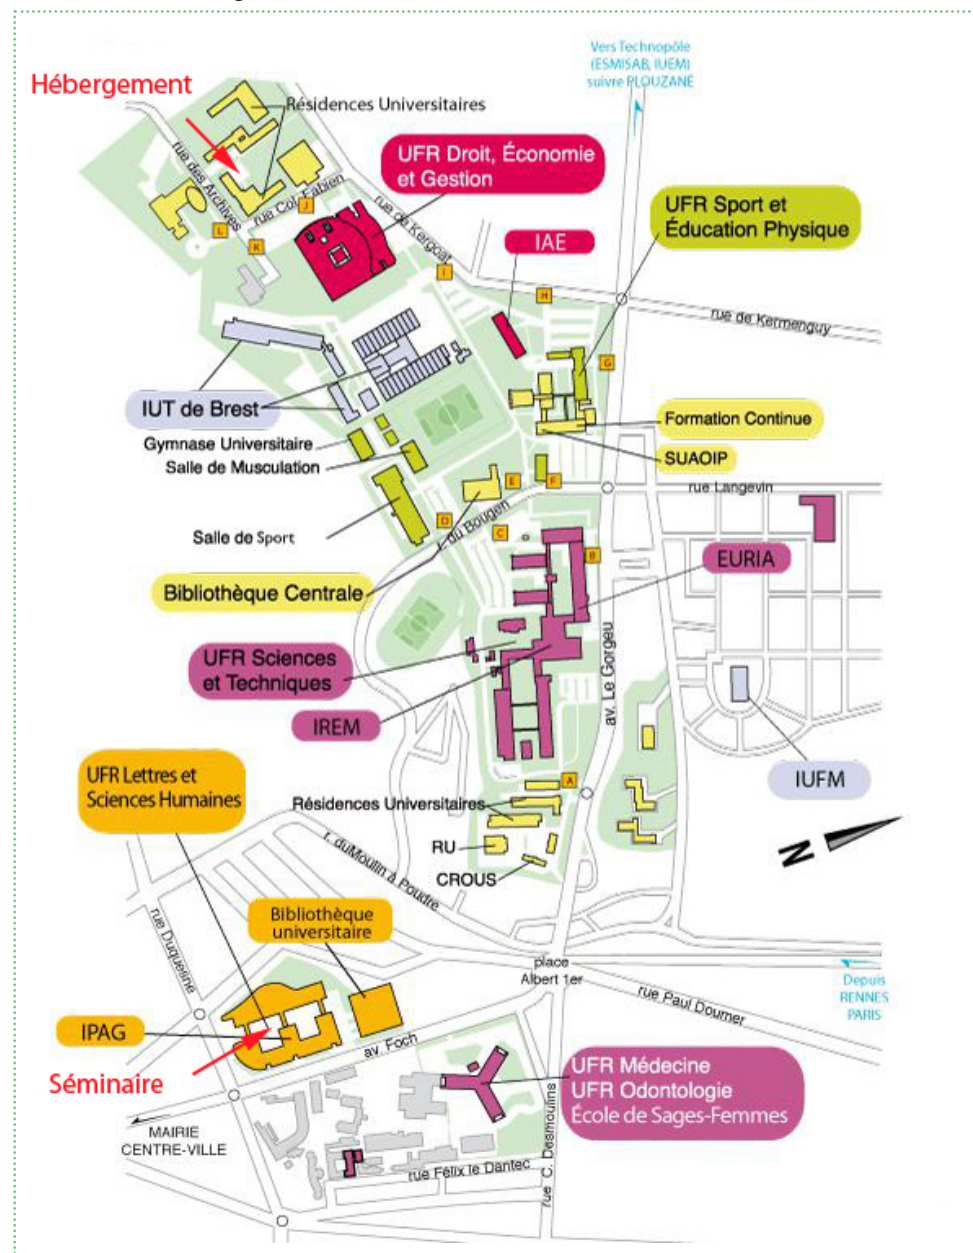 Vers Technopôle
(ESMISAB, IUEM)
suivre PLOUZANÉ
Hébergement
Résidences Universitaires
rue des Archives
rue Col. Fabien
UFR Droit, Économie
et Gestion
rue de Kergoat
UFR Sport et
Éducation Physique
IAE
J
L
K
I
H
rue de Kermenguy
G
IUT de Brest
Formation Continue
Gymnase Universitaire
Salle de Musculation
SUAOIP
E
F
rue Langevin
D
du Bougen
C
Salle de Sport
B
EURIA
Bibliothèque Centrale
UFR Sciences
et Techniques
av. Le Gorgeu
IREM
IUFM
UFR Lettres et
Sciences Humaines
A
Résidences Universitaires
RU
CROUS
N
r. duMoulin à Poudre
rue Duquesne
Bibliothèque
universitaire
place
Albert 1er
Depuis
RENNES
PARIS
rue Paul Doumer
IPAG
av. Foch
Séminaire
UFR Médecine
UFR Odontologie
École de Sages-Femmes
MAIRIE
CENTRE-VILLE
rue Félix le Dantec
rue C. Desmoulins